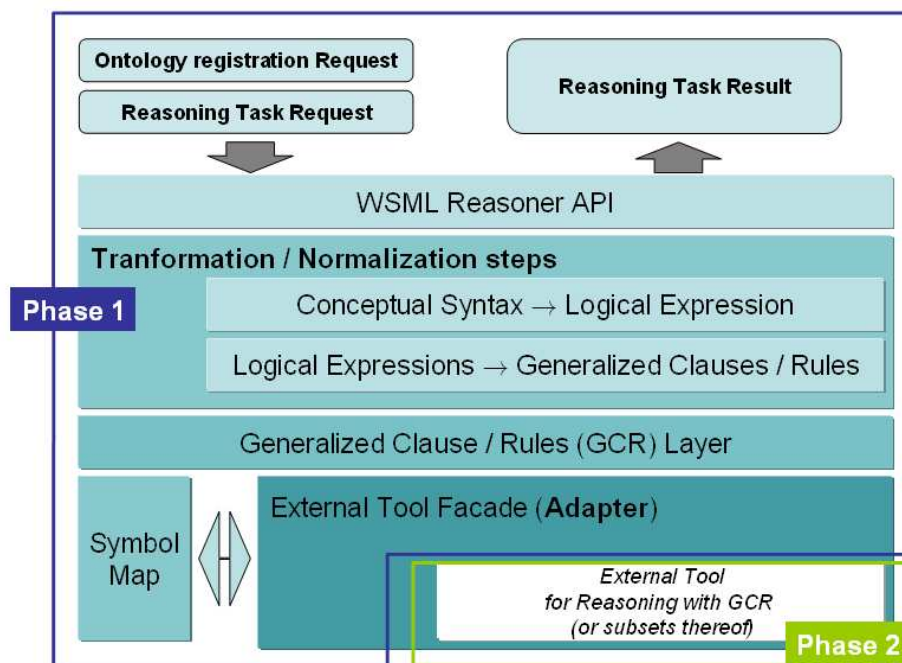 Ontology registration Request
Reasoning Task Request
Reasoning Task Result
WSML Reasoner API
Tranformation / Normalization steps
Phase 1
Conceptual Syntax → Logical Expression
Logical Expressions → Generalized Clauses / Rules
Generalized Clause / Rules (GCR) Layer
External Tool Facade (Adapter)
Symbol
Map
External Tool
for Reasoning with GCR
(or subsets thereof)
Phase 2